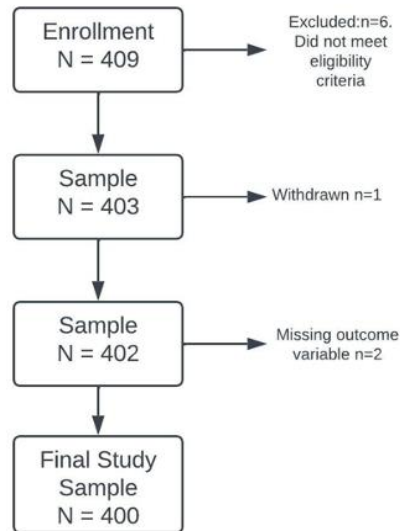 Enrollment
N = 409
Excluded:n=6.
Did not meet
eligibility
criteria
Sample
N = 403
Withdrawn n=1
Sample
N = 402
Missing outcome
variable n=2
Final Study
Sample
N = 400